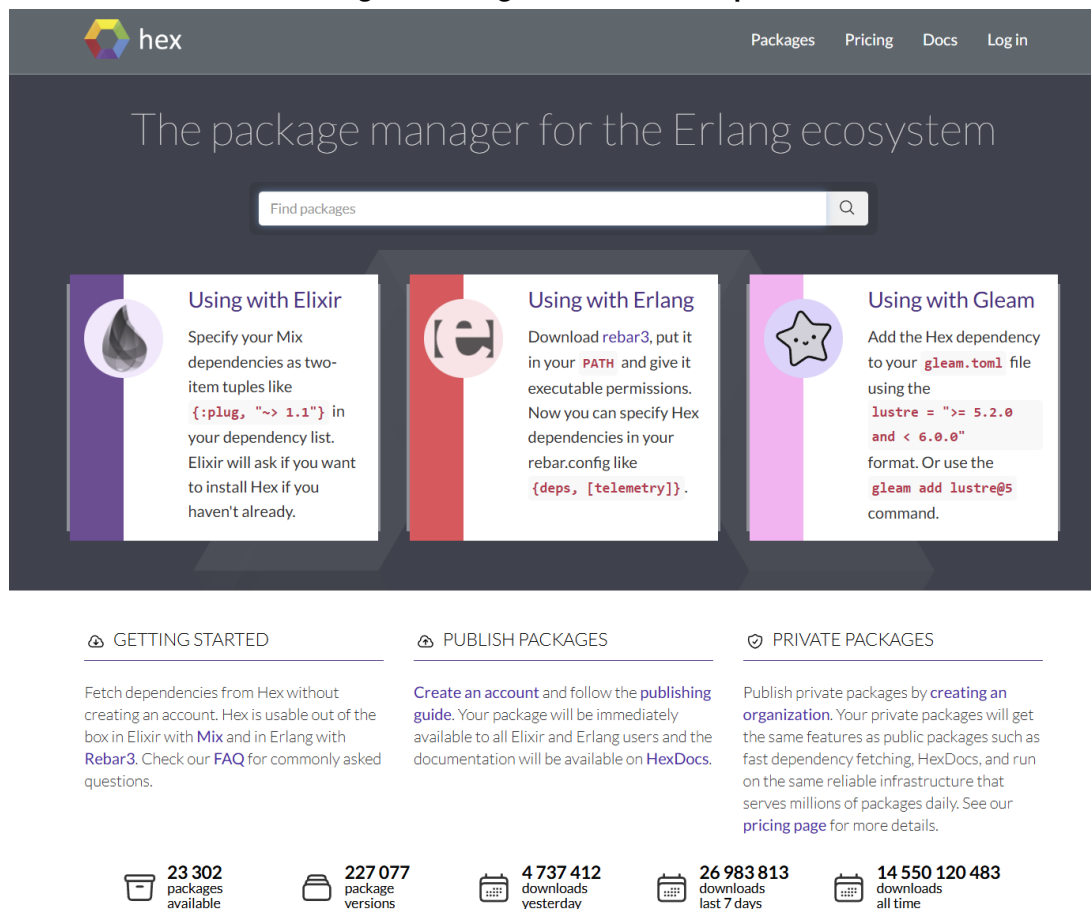 hex
Packages Pricing Docs Log in
The package manager for the Erlang ecosystem
Find packages
Using with Elixir
Specify your Mix
dependencies as two-
item tuples like
{:plug, "~> 1.1"} in
your dependency list.
Elixir will ask if you want
to install Hex if you
haven't already.
Using with Erlang
Download rebar3, put it
in your PATH and give it
executable permissions.
Now you can specify Hex
dependencies in your
rebar.config like
{deps, [telemetry]}.
Using with Gleam
Add the Hex dependency
to your gleam.toml file
using the
lustre = ">= 5.2.0
and < 6.0.0"
format. Or use the
gleam add lustre@5
command.
GETTING STARTED
Fetch dependencies from Hex without
creating an account. Hex is usable out of the
box in Elixir with Mix and in Erlang with
Rebar3. Check our FAQ for commonly asked
questions.
PUBLISH PACKAGES
Create an account and follow the publishing
guide. Your package will be immediately
available to all Elixir and Erlang users and the
documentation will be available on HexDocs.
PRIVATE PACKAGES
Publish private packages by creating an
organization. Your private packages will get
the same features as public packages such as
fast dependency fetching, HexDocs, and run
on the same reliable infrastructure that
serves millions of packages daily. See our
pricing page for more details.
23 302
packages
available
227 077
package
versions
4 737 412
downloads
yesterday
26 983 813
downloads
last 7 days
14 550 120 483
downloads
all time